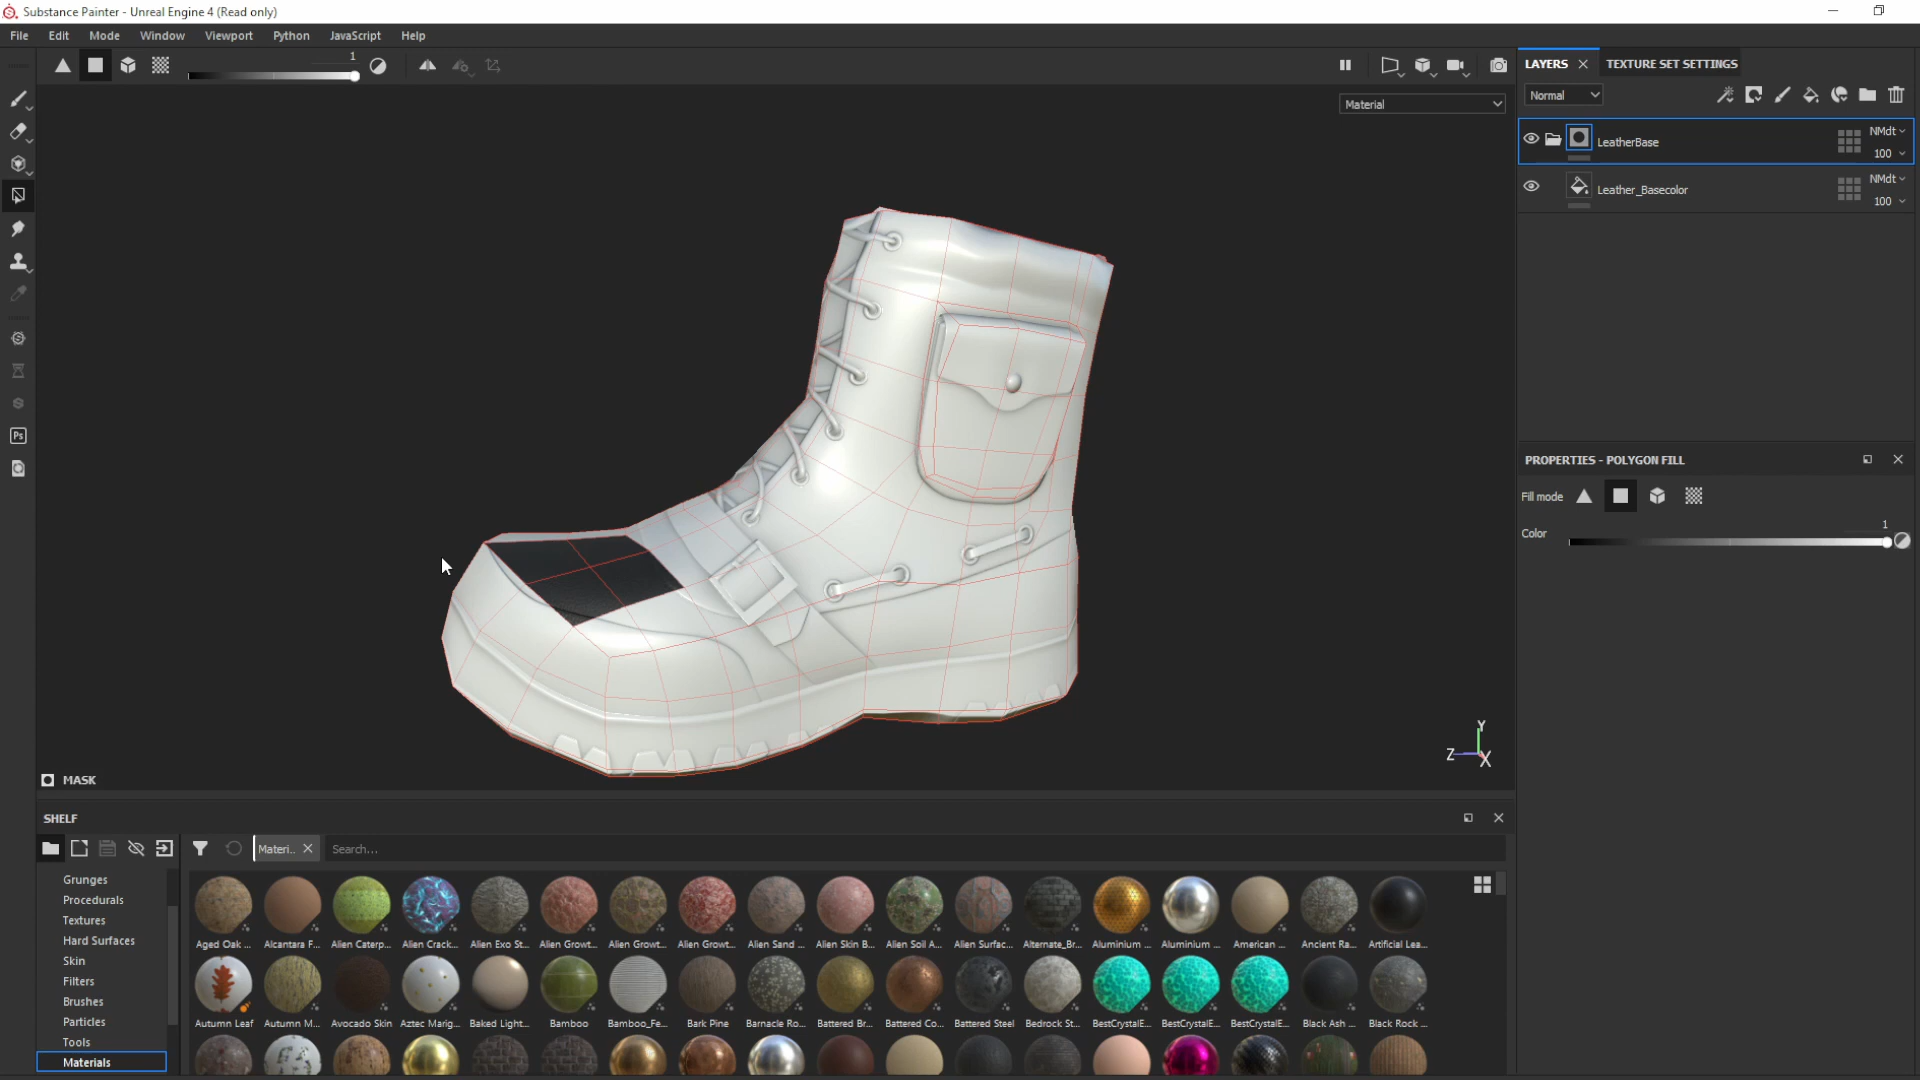 Substance Painter - Unreal Engine 4 (Read only)
File Edit Mode Window Viewport Python JavaScript Help
1
LAYERS TEXTURE SET SETTINGS
Material
Normal
LeatherBase NMdt 100
Leather_Basecolor NMdt 100
PROPERTIES - POLYGON FILL
Fill mode
Color 1
Ps
Y
Z X
MASK
SHELF
Materi.. Search...
Grunges
Procedurals
Textures
Hard Surfaces
Skin
Filters
Brushes
Particles
Tools
Materials
Aged Oak ... Alcantara F... Alien Caterp... Alien Crack... Alien Exo St... Alien Growt... Alien Growt... Alien Growt... Alien Sand ... Alien Skin B... Alien Soil A... Alien Surfac... Alternate_Br... Aluminium ... Aluminium ... American ... Ancient Ra... Artificial Lea...
Autumn Leaf Autumn M... Avocado Skin Aztec Marig... Baked Light... Bamboo Bamboo_Fe... Bark Pine Barnacle Ro... Battered Br... Battered Co... Battered Steel Bedrock St... BestCrystalE... BestCrystalE... BestCrystalE... Black Ash ... Black Rock ...